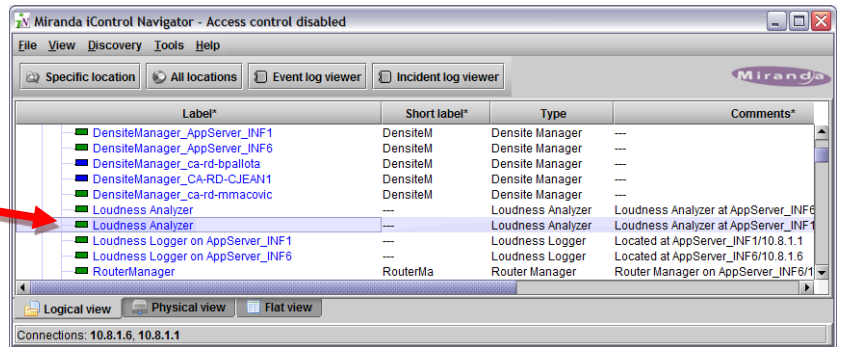 Miranda iControl Navigator - Access control disabled
File View Discovery Tools Help
Specific location All locations Event log viewer Incident log viewer Miranda
Label* Short label* Type Comments*
DensiteManager_AppServer_INF1 DensiteM Densite Manager ---
DensiteManager_AppServer_INF6 DensiteM Densite Manager ---
DensiteManager_ca-rd-bpallota DensiteM Densite Manager ---
DensiteManager_CA-RD-CJEAN1 DensiteM Densite Manager ---
DensiteManager_ca-rd-mmacovic DensiteM Densite Manager ---
Loudness Analyzer --- Loudness Analyzer Loudness Analyzer at AppServer_INF6
Loudness Analyzer --- Loudness Analyzer Loudness Analyzer at AppServer_INF1
Loudness Logger on AppServer_INF1 --- Loudness Logger Located at AppServer_INF1/10.8.1.1
Loudness Logger on AppServer_INF6 --- Loudness Logger Located at AppServer_INF6/10.8.1.6
RouterManager RouterMa Router Manager Router Manager on AppServer_INF6/1
Logical view Physical view Flat view
Connections: 10.8.1.6, 10.8.1.1